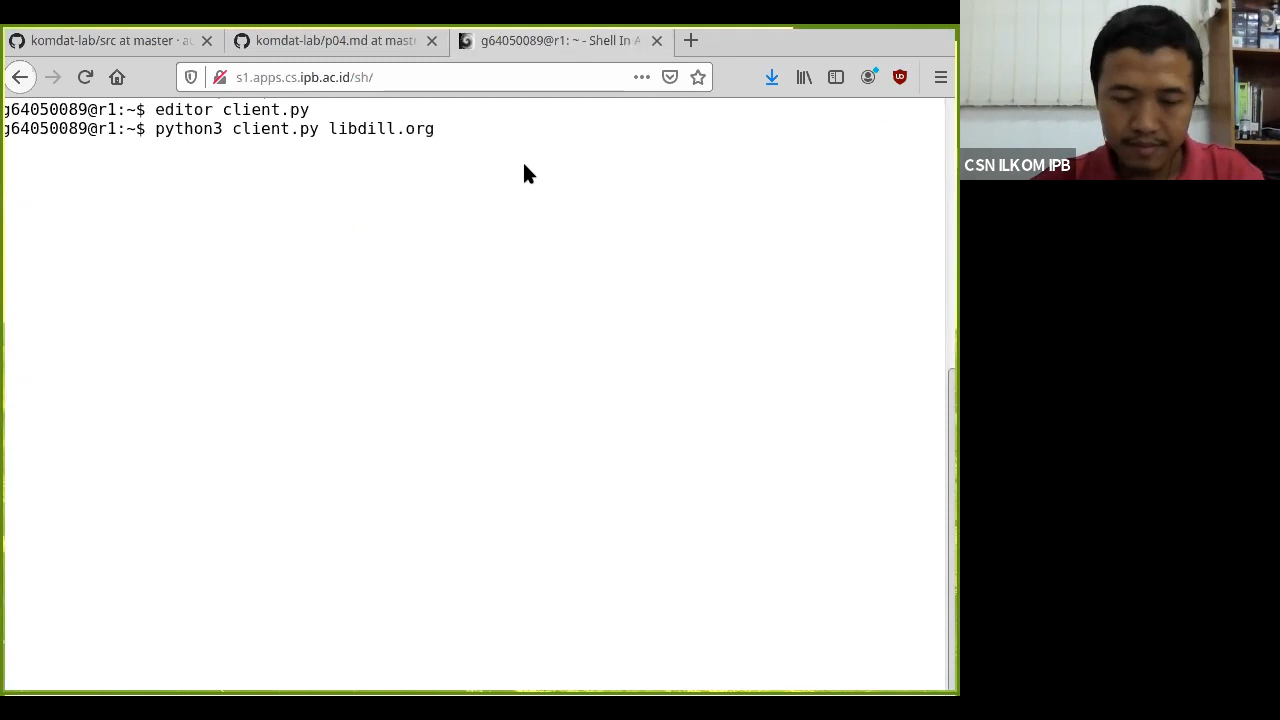 komdat-lab/src at master · ac
komdat-lab/p04.md at mast
g64050089@r1: ~ - Shell In A
s1.apps.cs.ipb.ac.id/sh/
g64050089@r1:~$ editor client.py
g64050089@r1:~$ python3 client.py libdill.org
CSN ILKOM IPB